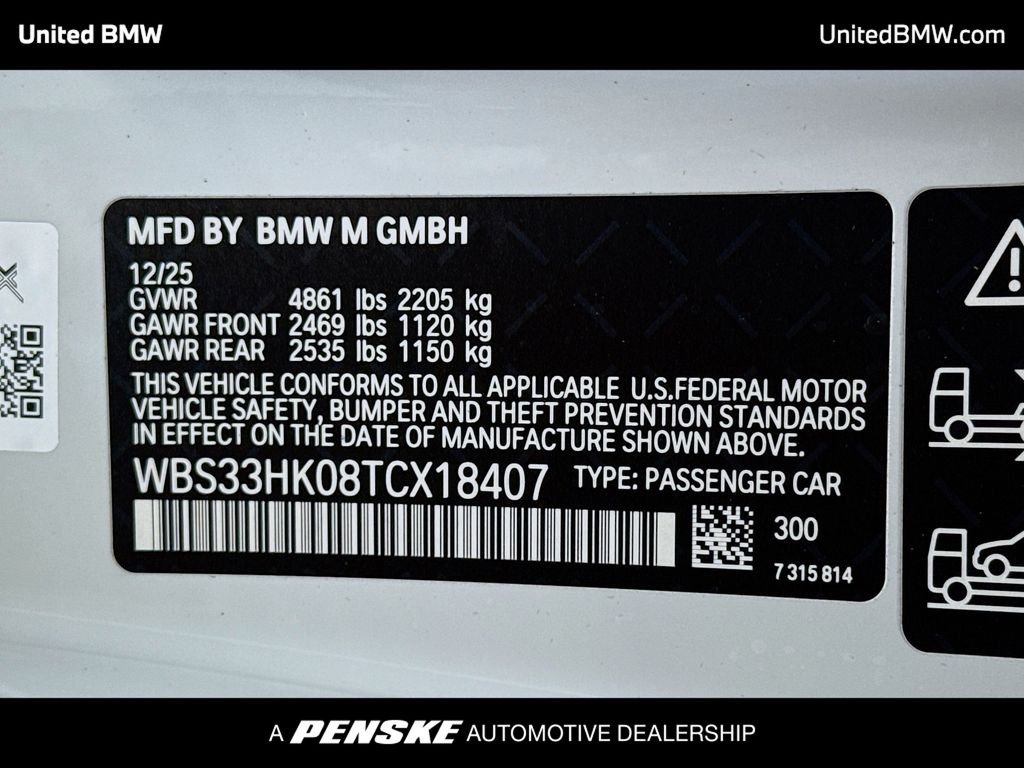 United BMW
UnitedBMW.com
MFD BY BMW M GMBH
12/25
GVWR 4861 lbs 2205 kg
GAWR FRONT 2469 lbs 1120 kg
GAWR REAR 2535 lbs 1150 kg
THIS VEHICLE CONFORMS TO ALL APPLICABLE U.S.FEDERAL MOTOR
VEHICLE SAFETY, BUMPER AND THEFT PREVENTION STANDARDS
IN EFFECT ON THE DATE OF MANUFACTURE SHOWN ABOVE.
WBS33HK08TCX18407 TYPE: PASSENGER CAR
300
7 315 814
A PENSKE AUTOMOTIVE DEALERSHIP